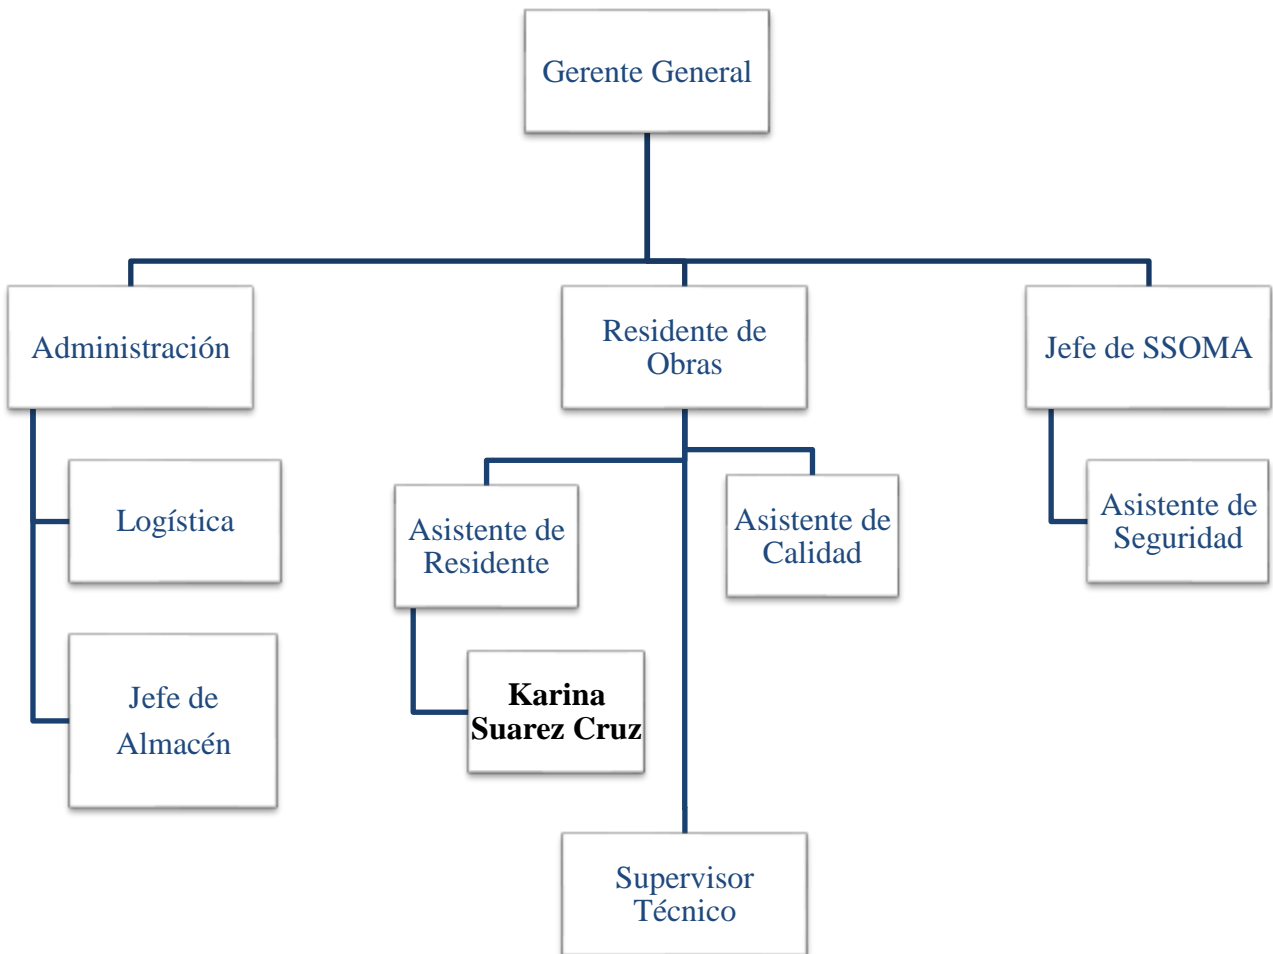 Gerente General
Administración
Residente de
Obras
Jefe de SSOMA
Logística
Jefe de
Almacén
Asistente de
Residente
Karina
Suarez Cruz
Asistente de
Calidad
Supervisor
Técnico
Asistente de
Seguridad